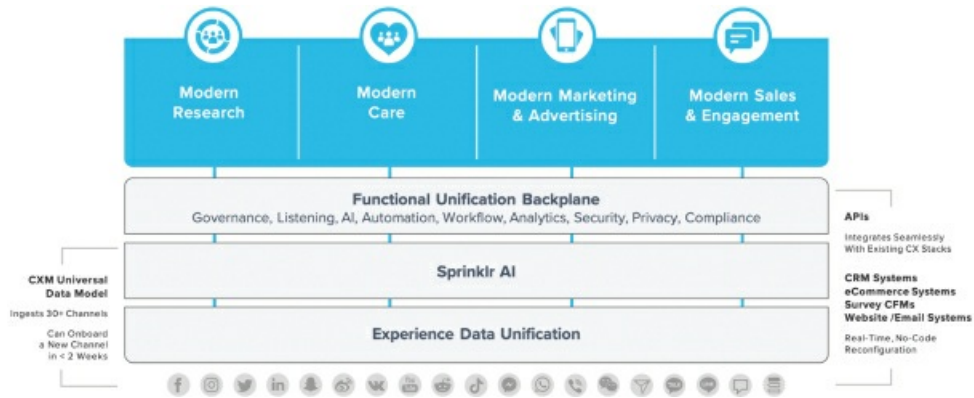 Modern
Research
Modern
Care
Modern Marketing
& Advertising
Modern Sales
& Engagement
Functional Unification Backplane
Governance, Listening, AI, Automation, Workflow, Analytics, Security, Privacy, Compliance
Sprinklr AI
Experience Data Unification
CXM Universal
Data Model
Ingests 30+ Channels
Can Onboard
a New Channel
in < 2 Weeks
APIs
Integrates Seamlessly
With Existing CX Stacks
CRM Systems
eCommerce Systems
Survey CFMs
Website /Email Systems
Real-Time, No-Code
Reconfiguration